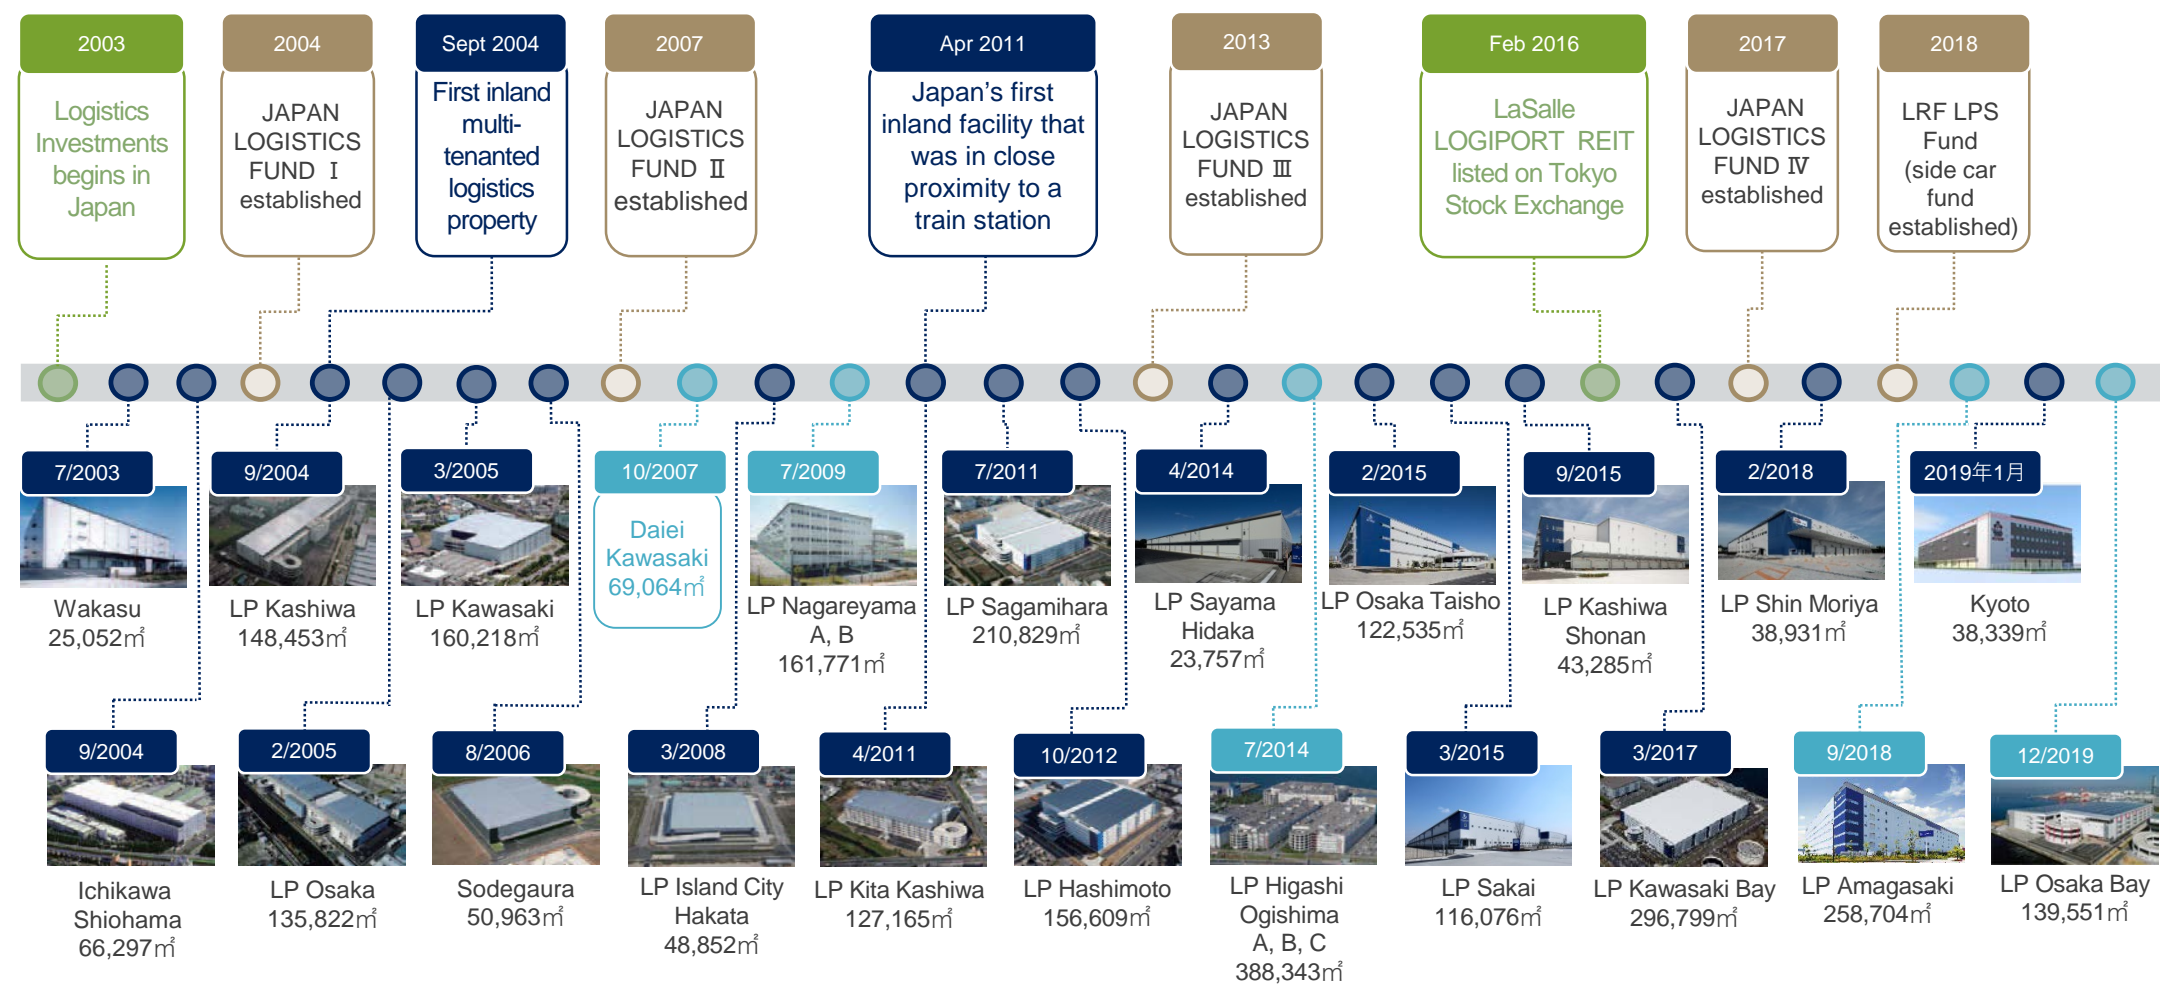 2003
Logistics
Investments
begins in
Japan
2004
JAPAN
LOGISTICS
FUND Ⅰ
established
Sept 2004
First inland
multi-
tenanted
logistics
property
2007
JAPAN
LOGISTICS
FUND Ⅱ
established
Apr 2011
Japan’s first
inland facility that
was in close
proximity to a
train station
2013
JAPAN
LOGISTICS
FUND Ⅲ
established
Feb 2016
LaSalle
LOGIPORT REIT
listed on Tokyo
Stock Exchange
2017
JAPAN
LOGISTICS
FUND Ⅳ
established
2018
LRF LPS
Fund
(side car
fund
established)
7/2003
Wakasu
25,052㎡
9/2004
LP Kashiwa
148,453㎡
3/2005
LP Kawasaki
160,218㎡
10/2007
Daiei
Kawasaki
69,064㎡
7/2009
LP Nagareyama
A, B
161,771㎡
7/2011
LP Sagamihara
210,829㎡
4/2014
LP Sayama
Hidaka
23,757㎡
2/2015
LP Osaka Taisho
122,535㎡
9/2015
LP Kashiwa
Shonan
43,285㎡
2/2018
LP Shin Moriya
38,931㎡
2019年1月
Kyoto
38,339㎡
9/2004
Ichikawa
Shiohama
66,297㎡
2/2005
LP Osaka
135,822㎡
8/2006
Sodegaura
50,963㎡
3/2008
LP Island City
Hakata
48,852㎡
4/2011
LP Kita Kashiwa
127,165㎡
10/2012
LP Hashimoto
156,609㎡
7/2014
LP Higashi
Ogishima
A, B, C
388,343㎡
3/2015
LP Sakai
116,076㎡
3/2017
LP Kawasaki Bay
296,799㎡
9/2018
LP Amagasaki
258,704㎡
12/2019
LP Osaka Bay
139,551㎡